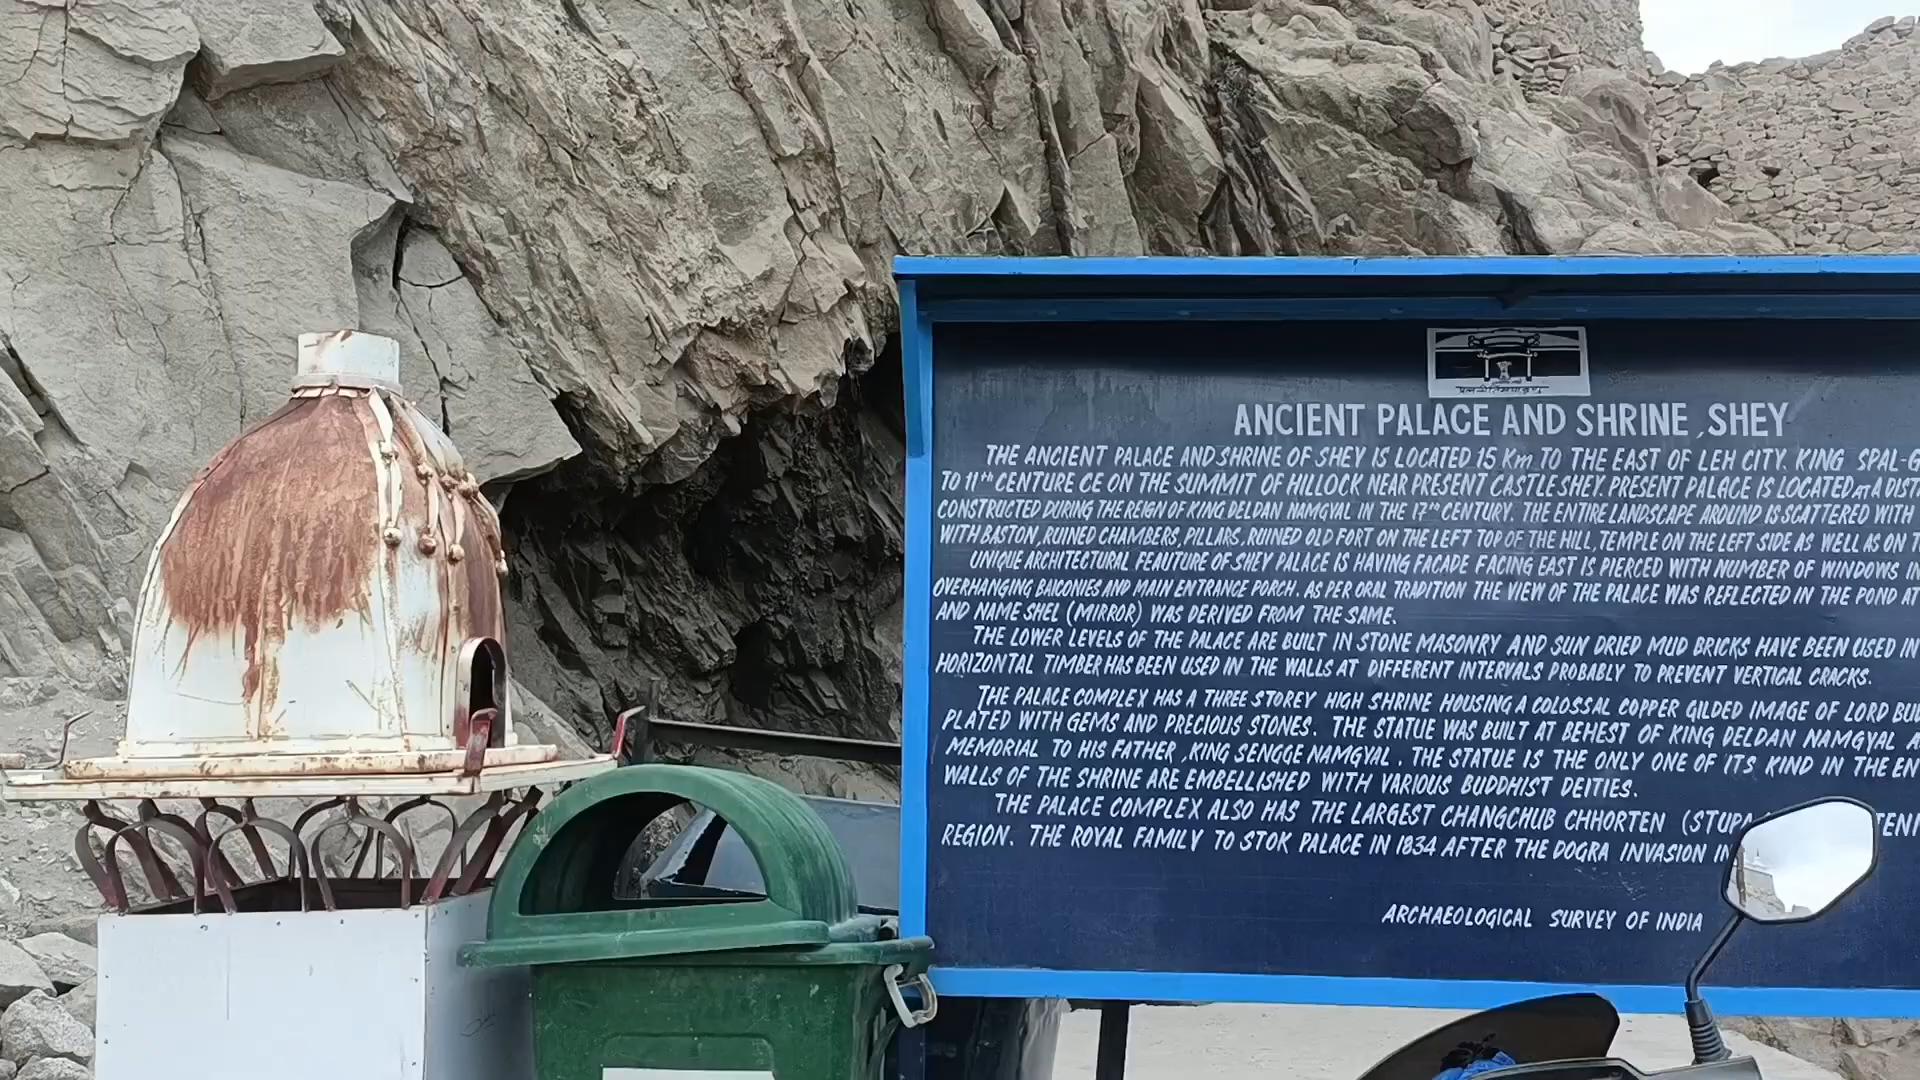 ANCIENT PALACE AND SHRINE , SHEY
THE ANCIENT PALACE AND SHRINE OF SHEY IS LOCATED 15 Km TO THE EAST OF LEH CITY. KING SPAL-G
TO 11th CENTURE CE ON THE SUMMIT OF HILLOCK NEAR PRESENT CASTLE SHEY. PRESENT PALACE IS LOCATED AT A DIST
CONSTRUCTED DURING THE REIGN OF KING DELDAN NAMGYAL IN THE 17th CENTURY. THE ENTIRE LANDSCAPE AROUND IS SCATTERED WITH
WITH BASTON, RUINED CHAMBERS, PILLARS, RUINED OLD FORT ON THE LEFT TOP OF THE HILL, TEMPLE ON THE LEFT SIDE AS WELL AS ON T
UNIQUE ARCHITECTURAL FEAUTURE OF SHEY PALACE IS HAVING FACADE FACING EAST IS PIERCED WITH NUMBER OF WINDOWS IN
OVERHANGING BALCONIES AND MAIN ENTRANCE PORCH. AS PER ORAL TRADITION THE VIEW OF THE PALACE WAS REFLECTED IN THE POND AT
AND NAME SHEL (MIRROR) WAS DERIVED FROM THE SAME.
THE LOWER LEVELS OF THE PALACE ARE BUILT IN STONE MASONRY AND SUN DRIED MUD BRICKS HAVE BEEN USED IN
HORIZONTAL TIMBER HAS BEEN USED IN THE WALLS AT DIFFERENT INTERVALS PROBABLY TO PREVENT VERTICAL CRACKS.
THE PALACE COMPLEX HAS A THREE STOREY HIGH SHRINE HOUSING A COLOSSAL COPPER GILDED IMAGE OF LORD BUD
PLATED WITH GEMS AND PRECIOUS STONES. THE STATUE WAS BUILT AT BEHEST OF KING DELDAN NAMGYAL A
MEMORIAL TO HIS FATHER , KING SENGGE NAMGYAL . THE STATUE IS THE ONLY ONE OF ITS KIND IN THE EN
WALLS OF THE SHRINE ARE EMBELLISHED WITH VARIOUS BUDDHIST DEITIES.
THE PALACE COMPLEX ALSO HAS THE LARGEST CHANGCHUB CHHORTEN (STUPA
REGION. THE ROYAL FAMILY TO STOK PALACE IN 1834 AFTER THE DOGRA INVASION IN
ARCHAEOLOGICAL SURVEY OF INDIA